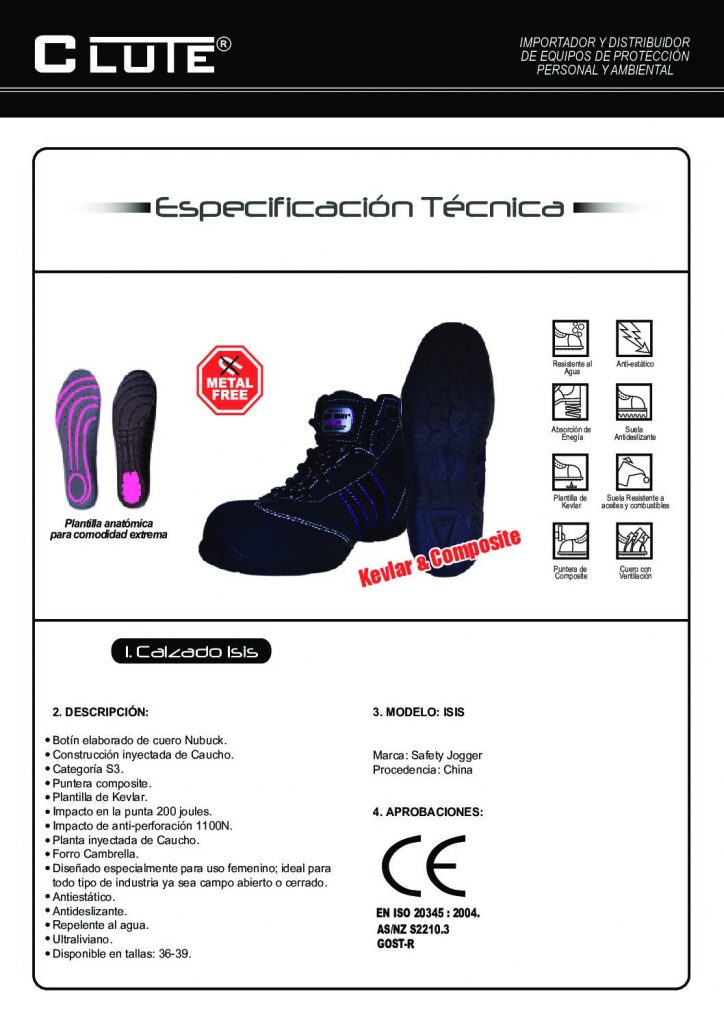 C LUTE®
IMPORTADOR Y DISTRIBUIDOR
DE EQUIPOS DE PROTECCIÓN
PERSONAL Y AMBIENTAL
Especificación Técnica
METAL
FREE
Plantilla anatómica
para comodidad extrema
Kevlar & Composite
Resistente al
Agua
Anti-estático
Absorción de
Enegía
Suela
Antideslizante
Plantilla de
Kevlar
Suela Resistente a
aceites y combustibles
Puntera de
Composite
Cuero con
Ventilación
1. Calzado Isis
2. DESCRIPCIÓN:
• Botín elaborado de cuero Nubuck.
• Construcción inyectada de Caucho.
• Categoría S3.
• Puntera composite.
• Plantilla de Kevlar.
• Impacto en la punta 200 joules.
• Impacto de anti-perforación 1100N.
• Planta inyectada de Caucho.
• Forro Cambrella.
• Diseñado especialmente para uso femenino; ideal para
todo tipo de industria ya sea campo abierto o cerrado.
• Antiestático.
• Antideslizante.
• Repelente al agua.
• Ultraliviano.
• Disponible en tallas: 36-39.
3. MODELO: ISIS
Marca: Safety Jogger
Procedencia: China
4. APROBACIONES:
CE
EN ISO 20345 : 2004.
AS/NZ S2210.3
GOST-R